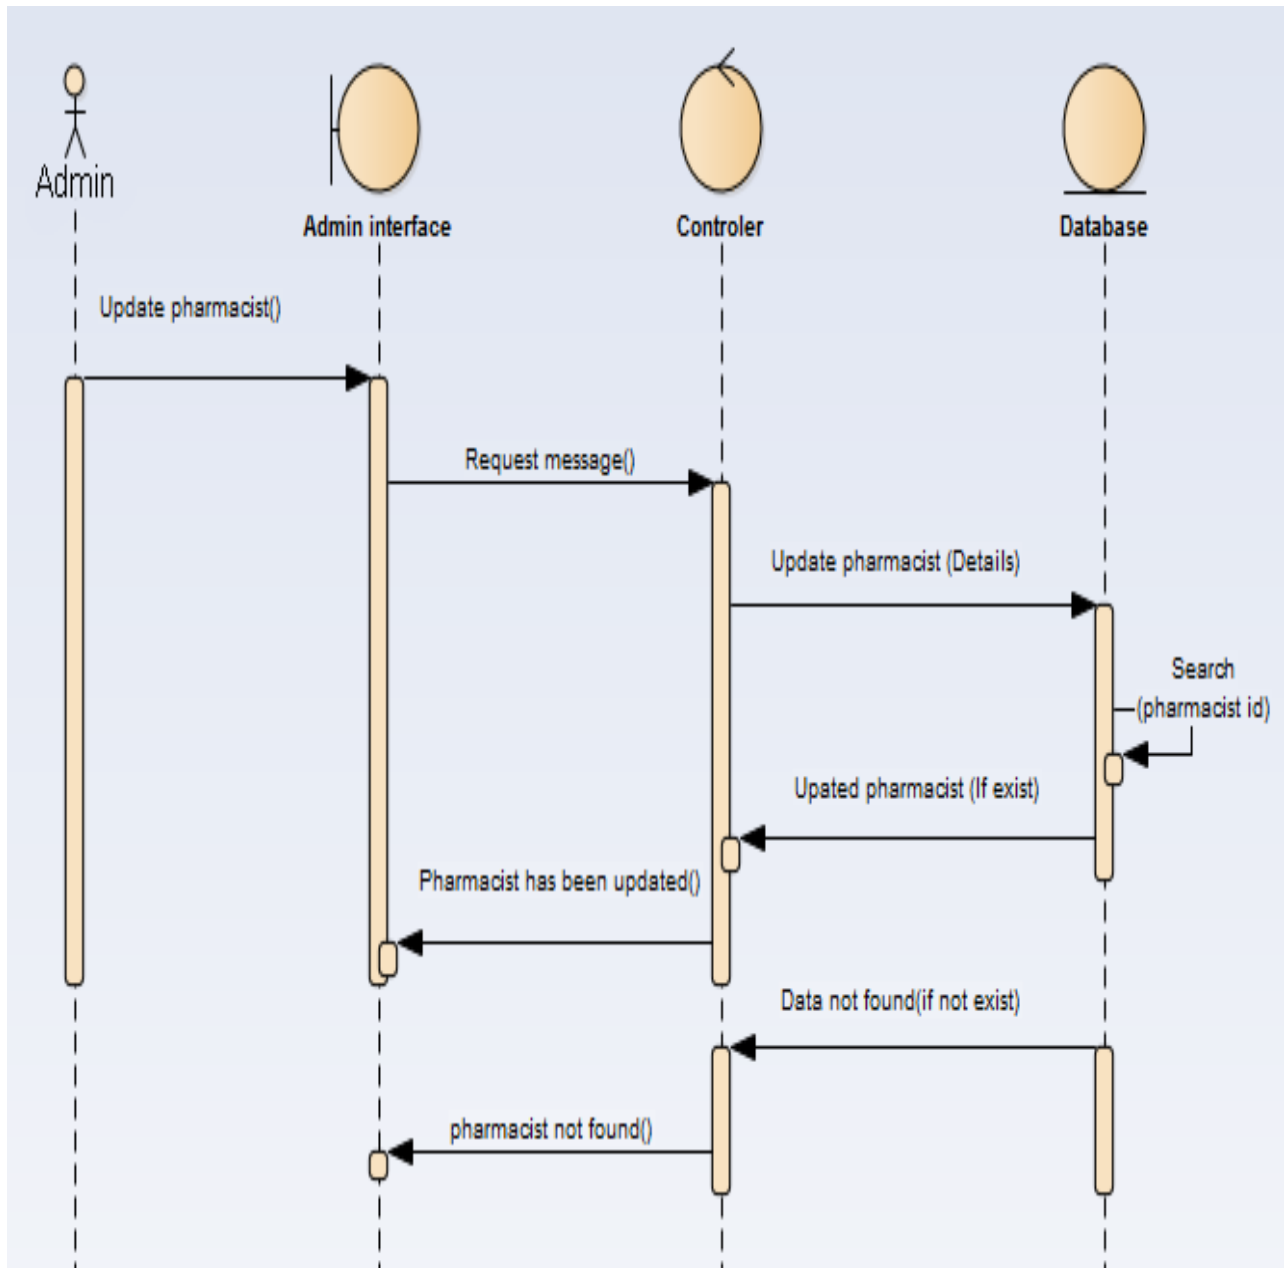 Admin
Admin interface
Controler
Database
Update pharmacist()
Request message()
Update pharmacist (Details)
Search
(pharmacist id)
Upated pharmacist (If exist)
Pharmacist has been updated()
Data not found(if not exist)
pharmacist not found()